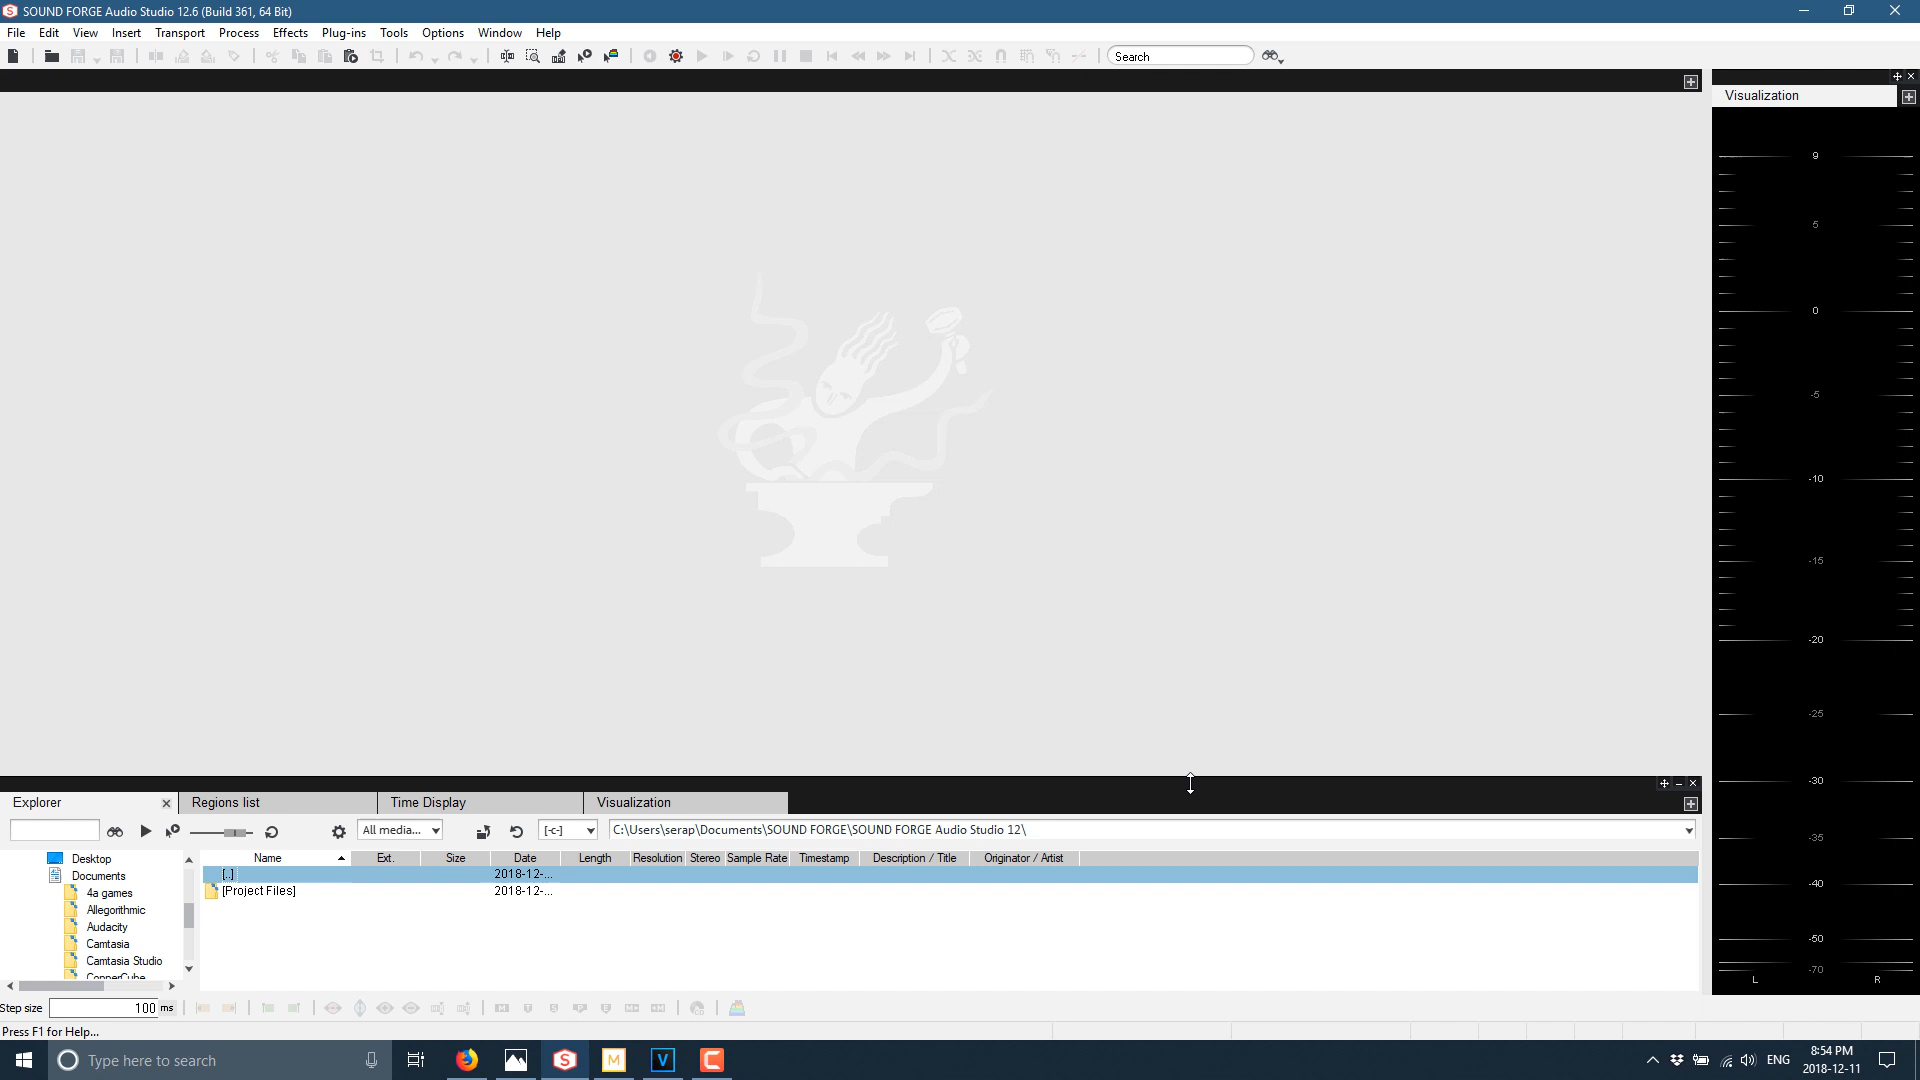 SOUND FORGE Audio Studio 12.6 (Build 361, 64 Bit)
File Edit View Insert Transport Process Effects Plug-ins Tools Options Window Help
Search
Visualization
9
5
0
-5
-10
-15
-20
-25
-30
-35
-40
-50
-70
L R
Explorer Regions list Time Display Visualization
All media... [-c-] C:\Users\serap\Documents\SOUND FORGE\SOUND FORGE Audio Studio 12\
Name Ext. Size Date Length Resolution Stereo Sample Rate Timestamp Description / Title Originator / Artist
[..] 2018-12-...
[Project Files] 2018-12-...
Desktop
Documents
4a games
Allegorithmic
Audacity
Camtasia
Camtasia Studio
CopperCube
Step size 100 ms
Press F1 for Help...
Type here to search
ENG
8:54 PM
2018-12-11